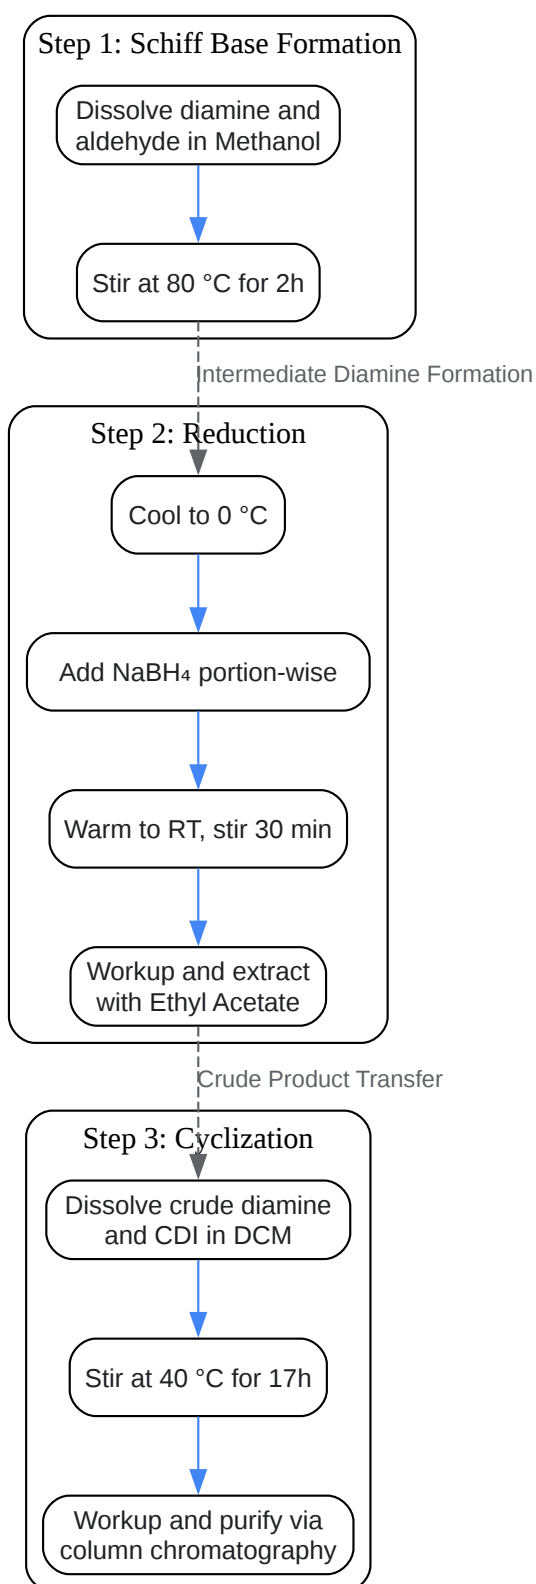 Step 1: Schiff Base Formation
Dissolve diamine and
aldehyde in Methanol
Stir at 80 °C for 2h
Intermediate Diamine Formation
Step 2: Reduction
Cool to 0 °C
Add NaBH₄ portion-wise
Warm to RT, stir 30 min
Workup and extract
with Ethyl Acetate
Crude Product Transfer
Step 3: Cyclization
Dissolve crude diamine
and CDI in DCM
Stir at 40 °C for 17h
Workup and purify via
column chromatography